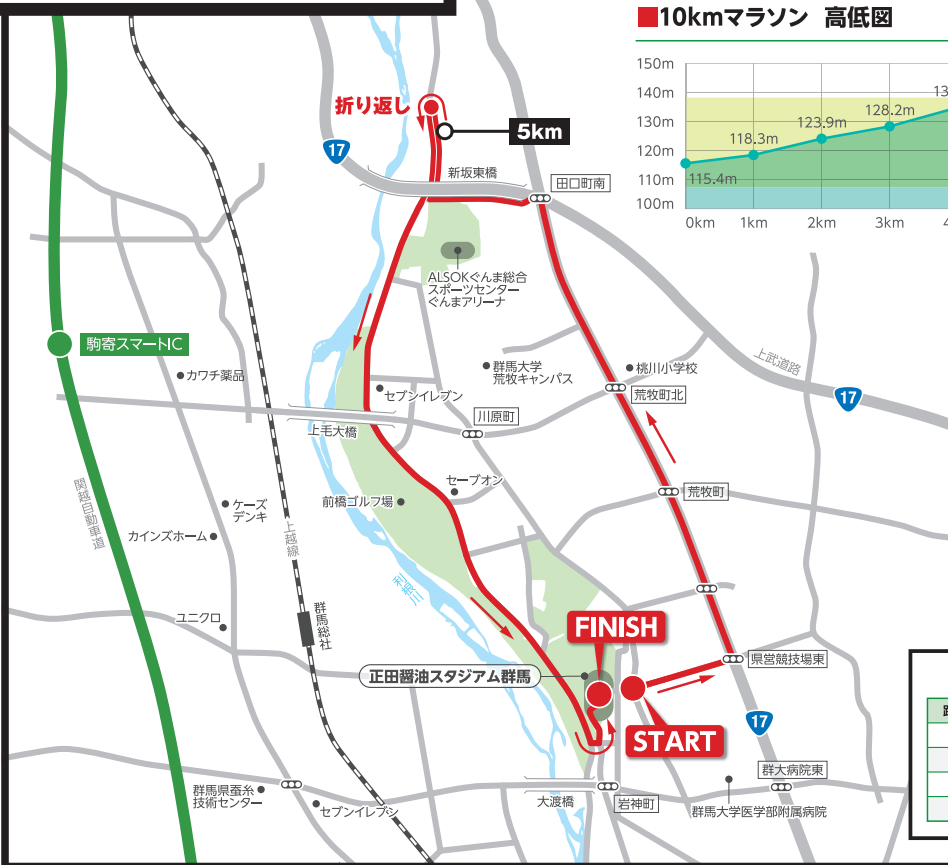 ■10kmマラソン 高低図
150m
140m
130m
120m
110m
100m
115.4m
118.3m
123.9m
128.2m
13
0km
1km
2km
3km
4
折り返し
5km
17
新坂東橋
田口町南
ALSOKぐんま総合
スポーツセンター
ぐんまアリーナ
駒寄スマートIC
カワチ薬品
群馬大学
荒牧キャンパス
桃川小学校
上武道路
17
荒牧町北
セブンイレブン
川原町
上毛大橋
関越自動車道
ケーズ
デンキ
カインズホーム
上越線
前橋ゴルフ場
セーブオン
荒牧町
利根川
ユニクロ
群馬総社
FINISH
県営競技場東
正田醤油スタジアム群馬
START
17
群大病院東
群馬県蚕糸
技術センター
セブンイレブン
大渡橋
岩神町
群馬大学医学部附属病院